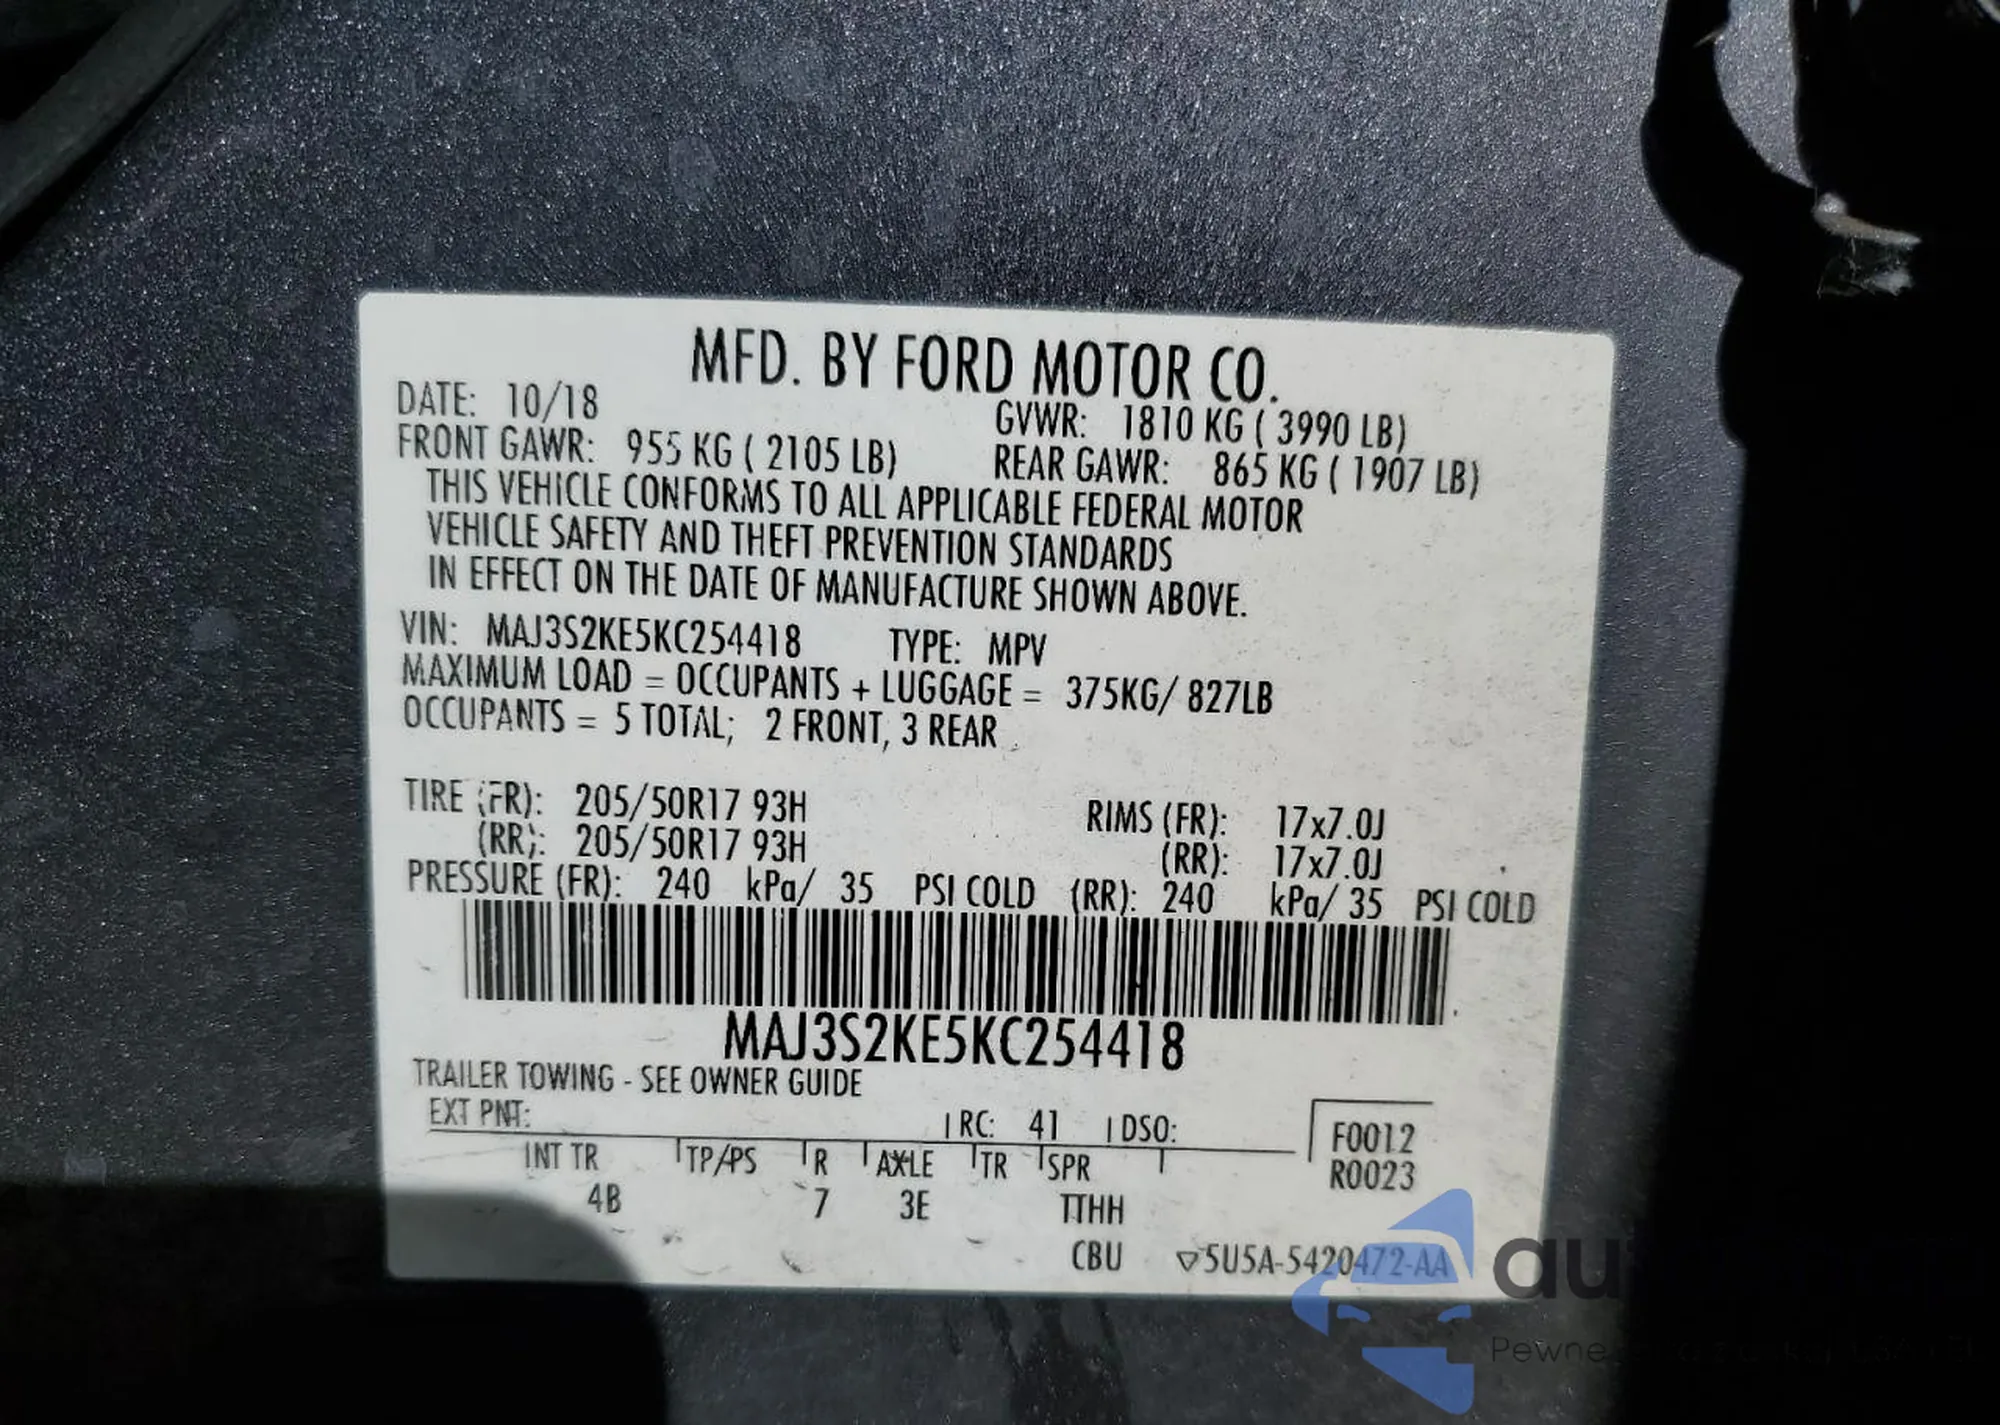 MFD. BY FORD MOTOR CO.
DATE: 10/18 GVWR: 1810 KG ( 3990 LB)
FRONT GAWR: 955 KG ( 2105 LB) REAR GAWR: 865 KG ( 1907 LB)
THIS VEHICLE CONFORMS TO ALL APPLICABLE FEDERAL MOTOR
VEHICLE SAFETY AND THEFT PREVENTION STANDARDS
IN EFFECT ON THE DATE OF MANUFACTURE SHOWN ABOVE.
VIN: MAJ3S2KE5KC254418 TYPE: MPV
MAXIMUM LOAD = OCCUPANTS + LUGGAGE = 375KG/ 827LB
OCCUPANTS = 5 TOTAL; 2 FRONT, 3 REAR
TIRE (FR): 205/50R17 93H RIMS (FR): 17x7.0J
(RR): 205/50R17 93H (RR): 17x7.0J
PRESSURE (FR): 240 kPa/ 35 PSI COLD (RR): 240 kPa/ 35 PSI COLD
MAJ3S2KE5KC254418
TRAILER TOWING - SEE OWNER GUIDE
EXT PNT: RC: 41 DSO: F0012
INT TR TP/PS R AXLE TR SPR R0023
4B 7 3E TTHH
CBU 5U5A-5420472-AA
Pewne